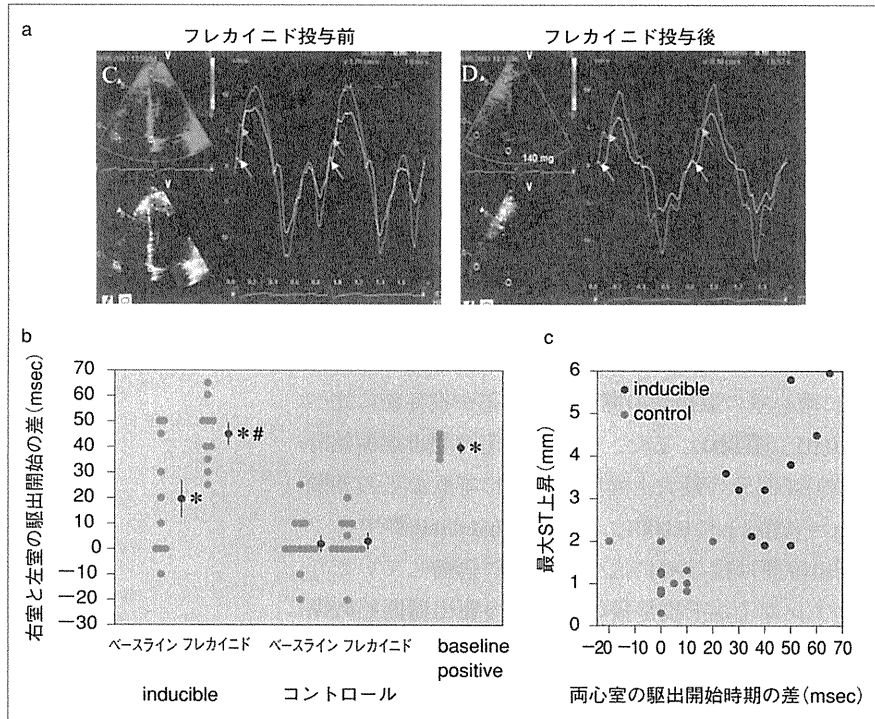 a
フレカイニド投与前
フレカイニド投与後
C
V
V
D
V
140 mg
V
b
右室と左室の駆出開始の差(msec)
70
60
50
40
30
20
10
0
−10
−20
−30
*
*#
*
ベースライン フレカイニド
ベースライン フレカイニド
baseline
positive
inducible
コントロール
c
最大ST上昇(mm)
6
5
4
3
2
1
0
inducible
control
−20 −10 0 10 20 30 40 50 60 70
両心室の駆出開始時期の差(msec)